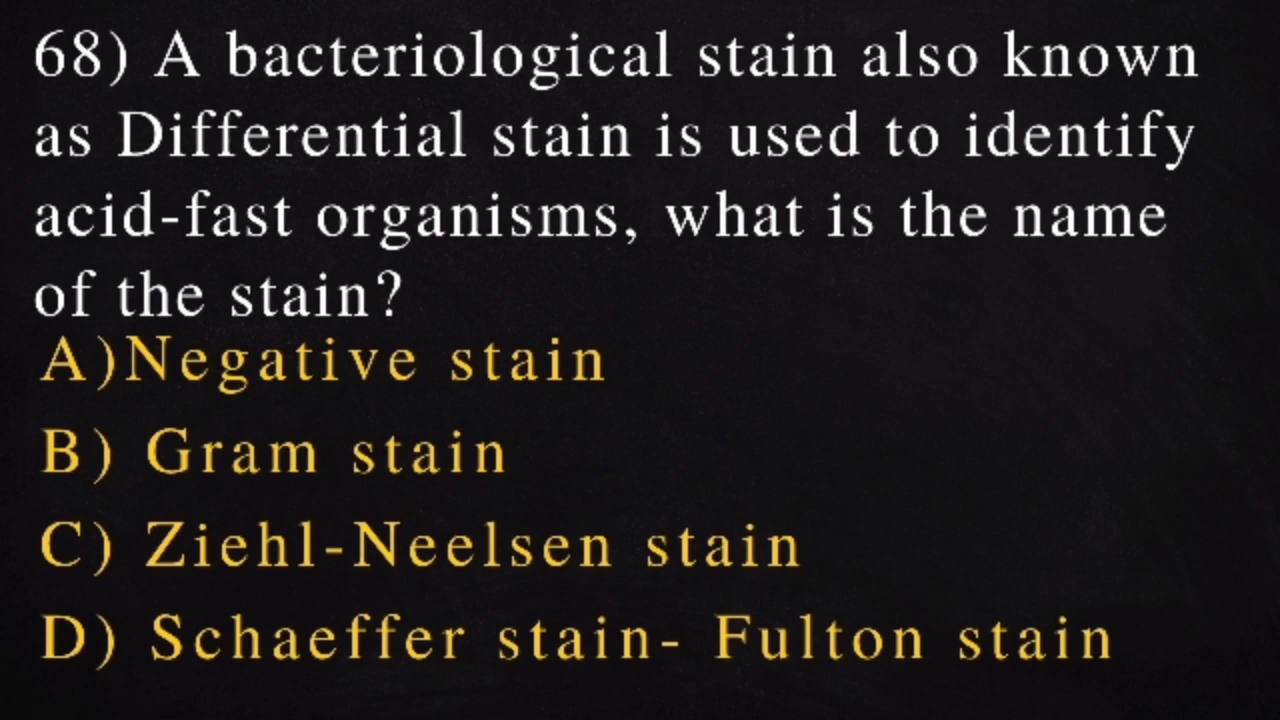 68) A bacteriological stain also known
as Differential stain is used to identify
acid-fast organisms, what is the name
of the stain?
A)Negative stain
B) Gram stain
C) Ziehl-Neelsen stain
D) Schaeffer stain- Fulton stain